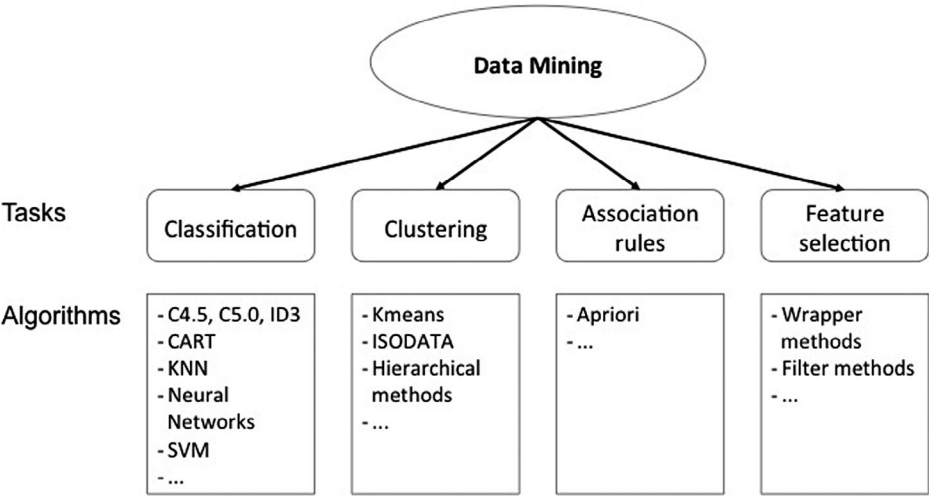 Data Mining
Tasks
Classification
Clustering
Association
rules
Feature
selection
Algorithms
- C4.5, C5.0, ID3
- CART
- KNN
- Neural
Networks
- SVM
- ...
- Kmeans
- ISODATA
- Hierarchical
methods
- ...
- Apriori
- ...
- Wrapper
methods
- Filter methods
- ...